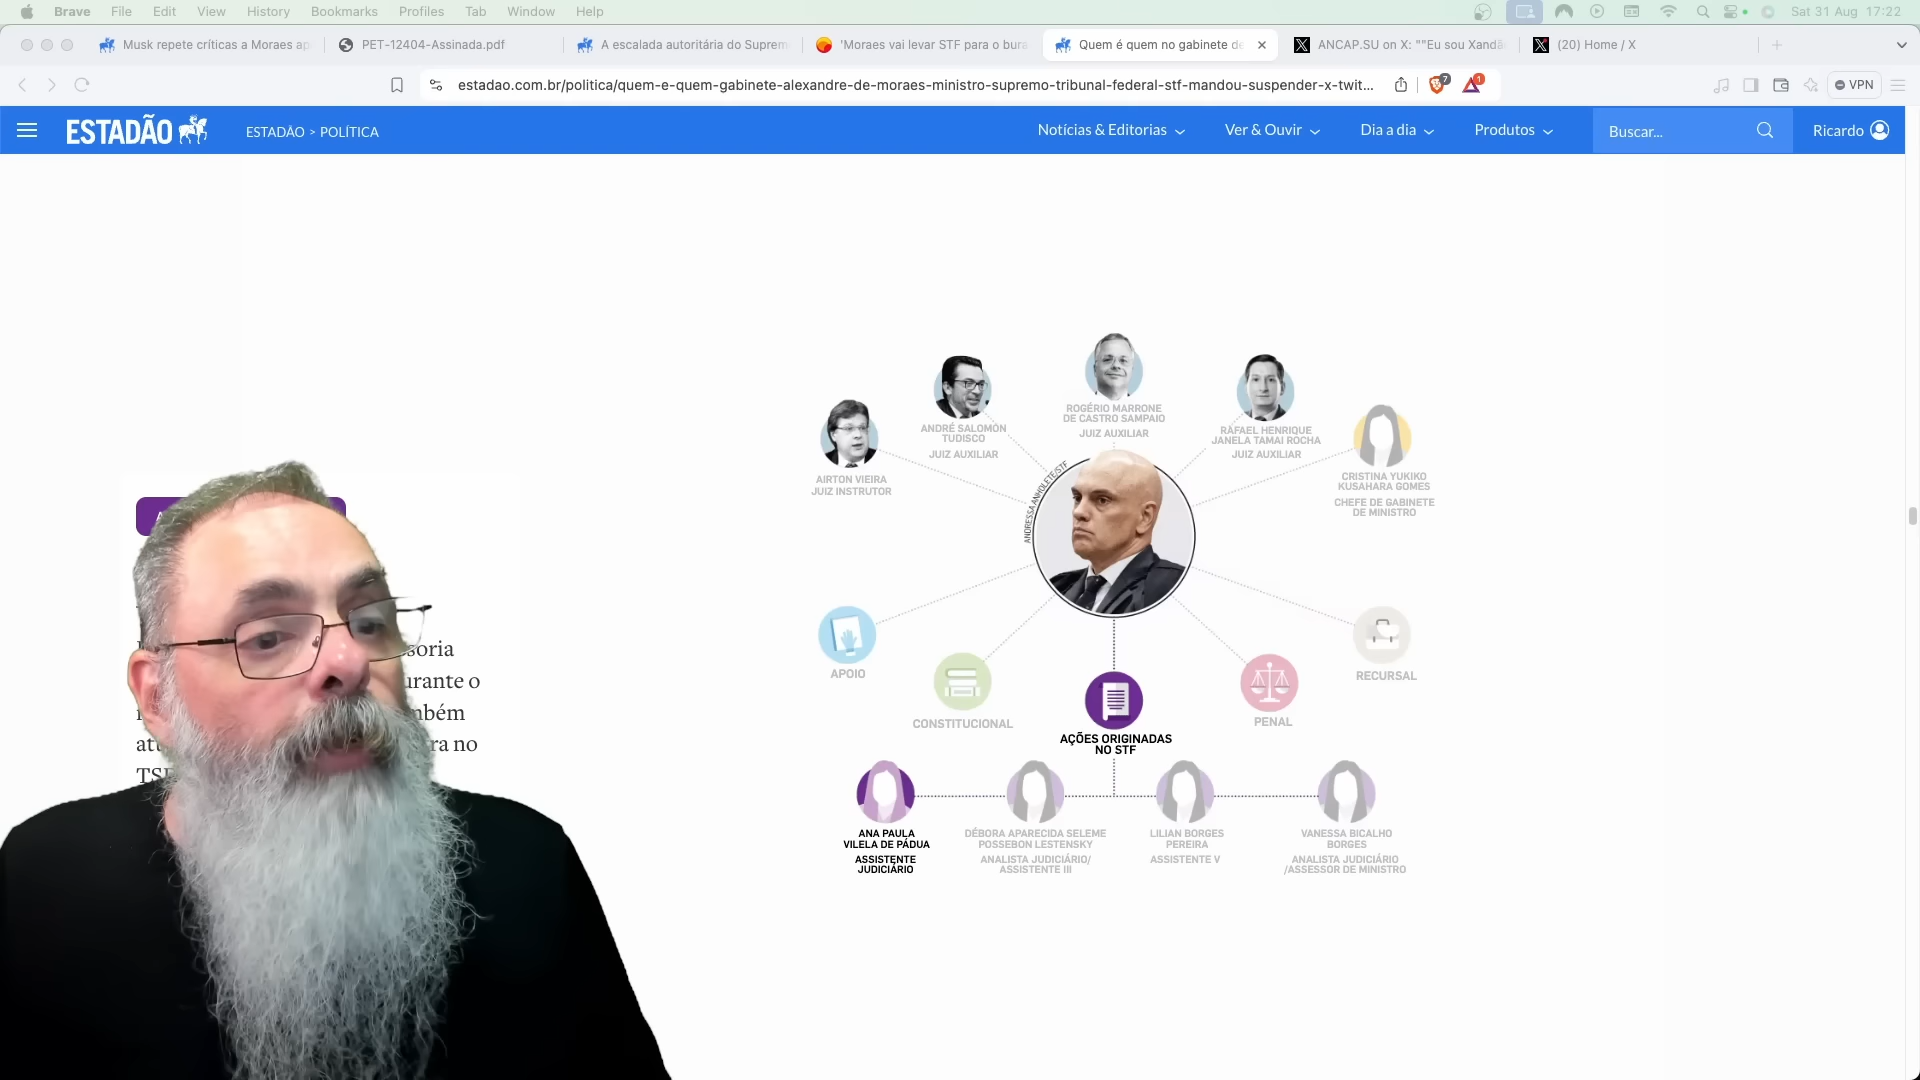 Brave File Edit View History Bookmarks Profiles Tab Window Help Sat 31 Aug 17:22
Musk repete críticas a Moraes ap
PET-12404-Assinada.pdf
A escalada autoritária do Suprem
'Moraes vai levar STF para o bura
Quem é quem no gabinete de
ANCAP.SU on X: ""Eu sou Xandã
(20) Home / X
estadao.com.br/politica/quem-e-quem-gabinete-alexandre-de-moraes-ministro-supremo-tribunal-federal-stf-mandou-suspender-x-twit...
7
1
VPN
ESTADÃO
ESTADÃO > POLÍTICA
Notícias & Editorias
Ver & Ouvir
Dia a dia
Produtos
Buscar...
Ricardo
ROGÉRIO MARRONE
DE CASTRO SAMPAIO
JUIZ AUXILIAR
ANDRÉ SALOMON
TUDISCO
JUIZ AUXILIAR
RAFAEL HENRIQUE
JANELA TAMAI ROCHA
JUIZ AUXILIAR
AIRTON VIEIRA
JUIZ INSTRUTOR
CRISTINA YUKIKO
KUSAHARA GOMES
CHEFE DE GABINETE
DE MINISTRO
ANDRESSA ANHOLETE/STF
soria
urante o
mbém
ra no
APOIO
CONSTITUCIONAL
AÇÕES ORIGINADAS
NO STF
PENAL
RECURSAL
ANA PAULA
VILELA DE PÁDUA
ASSISTENTE
JUDICIÁRIO
DÉBORA APARECIDA SELEME
POSSEBON LESTENSKY
ANALISTA JUDICIÁRIO/
ASSISTENTE III
LILIAN BORGES
PEREIRA
ASSISTENTE V
VANESSA BICALHO
BORGES
ANALISTA JUDICIÁRIO
/ASSESSOR DE MINISTRO